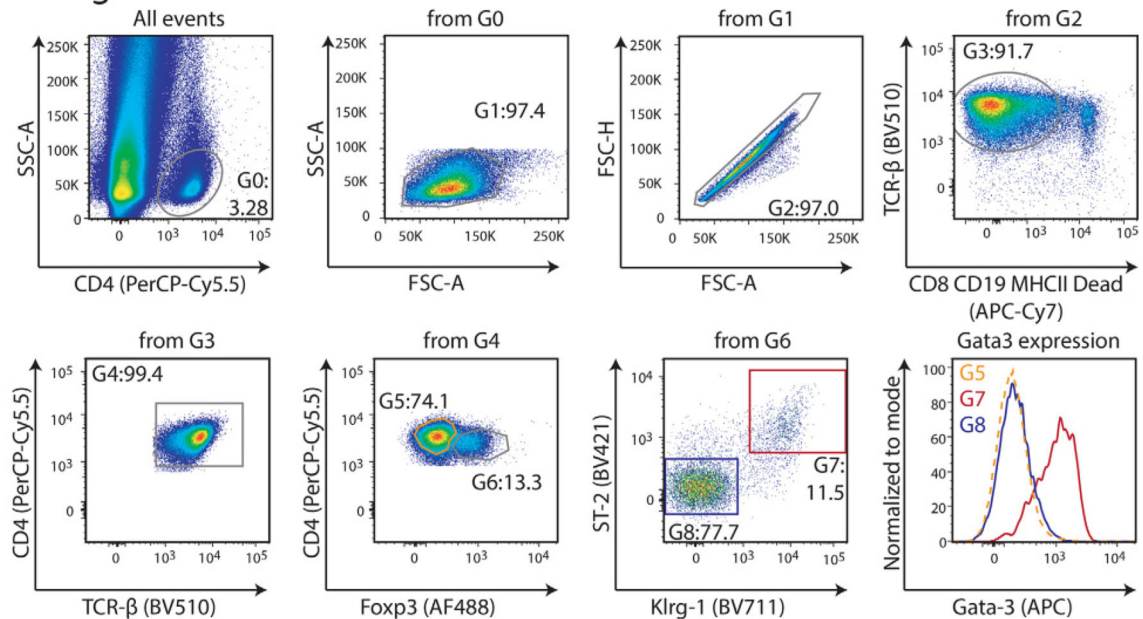 All events
250K
200K
150K
100K
50K
0
SSC-A
G0:
3.28
0 10³ 10⁴ 10⁵
CD4 (PerCP-Cy5.5)
from G0
250K
200K
150K
100K
50K
0
SSC-A
G1:97.4
0 50K 150K 250K
FSC-A
from G1
250K
200K
150K
100K
50K
0
FSC-H
G2:97.0
0 50K 150K 250K
FSC-A
from G2
10⁵
10⁴
10³
0
TCR-β (BV510)
G3:91.7
0 10³ 10⁴ 10⁵
CD8 CD19 MHCII Dead
(APC-Cy7)
from G3
10⁵
10⁴
10³
0
CD4 (PerCP-Cy5.5)
G4:99.4
0 10³ 10⁴ 10⁵
TCR-β (BV510)
from G4
10⁵
10⁴
10³
0
CD4 (PerCP-Cy5.5)
G5:74.1
G6:13.3
0 10³ 10⁴
Foxp3 (AF488)
from G6
10⁴
10³
0
ST-2 (BV421)
G7:
11.5
G8:77.7
0 10³ 10⁴ 10⁵
Klrg-1 (BV711)
Gata3 expression
100
80
60
40
20
0
Normalized to mode
G5
G7
G8
0 10³ 10⁴
Gata-3 (APC)